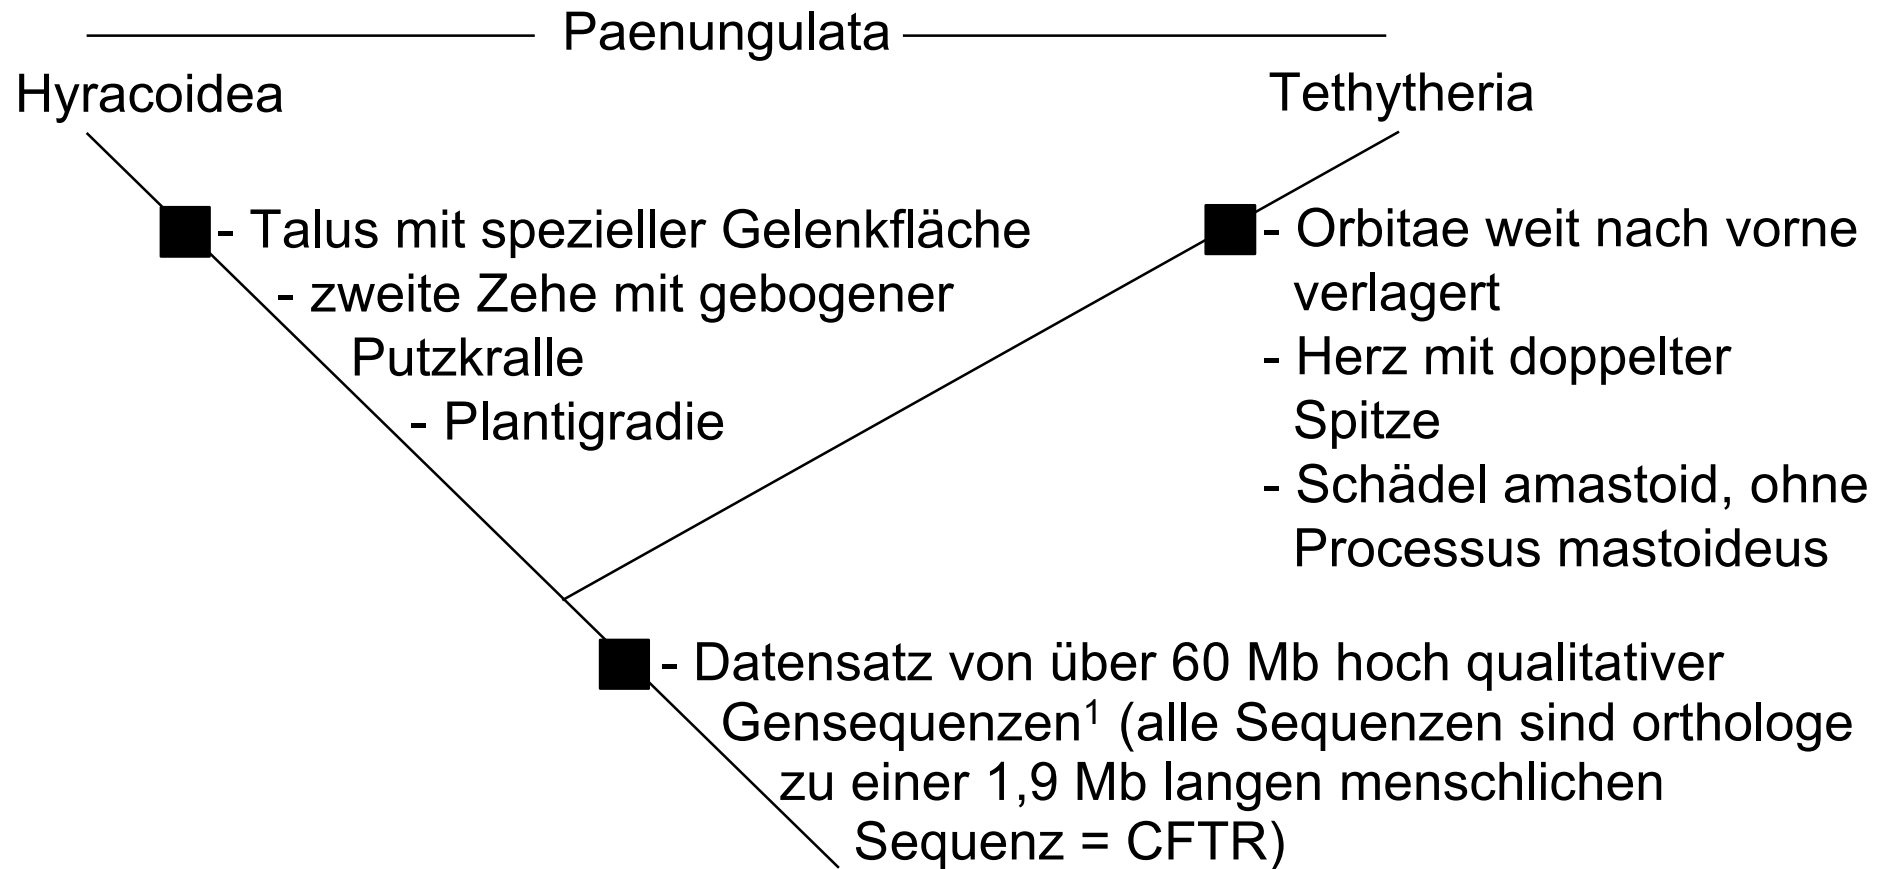 Paenungulata
Hyracoidea
Tethytheria
- Talus mit spezieller Gelenkfläche
- zweite Zehe mit gebogener
Putzkralle
- Plantigradie
- Orbitae weit nach vorne
verlagert
- Herz mit doppelter
Spitze
- Schädel amastoid, ohne
Processus mastoideus
- Datensatz von über 60 Mb hoch qualitativer
Gensequenzen¹ (alle Sequenzen sind orthologe
zu einer 1,9 Mb langen menschlichen
Sequenz = CFTR)